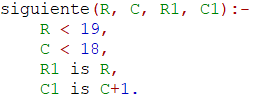 siguiente(R, C, R1, C1):-
    R < 19,
    C < 18,
    R1 is R,
    C1 is C+1.